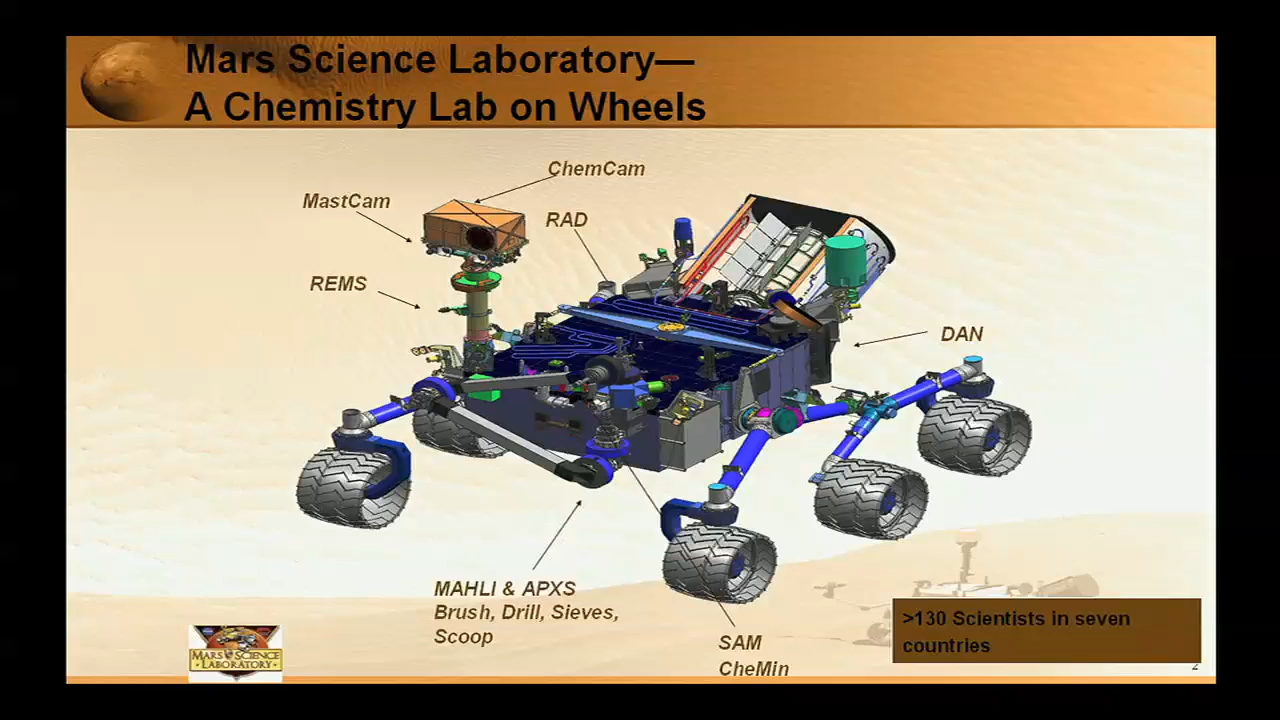 Mars Science Laboratory—
A Chemistry Lab on Wheels
ChemCam
MastCam
RAD
REMS
DAN
MAHLI & APXS
Brush, Drill, Sieves,
Scoop
SAM
CheMin
>130 Scientists in seven
countries
MARS SCIENCE
LABORATORY
2